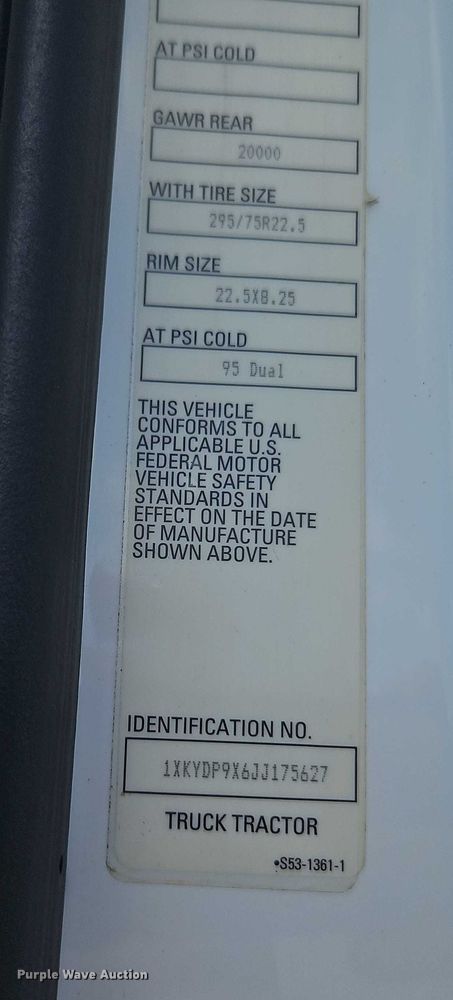 AT PSI COLD
GAWR REAR
20000
WITH TIRE SIZE
295/75R22.5
RIM SIZE
22.5X8.25
AT PSI COLD
95 Dual
THIS VEHICLE
CONFORMS TO ALL
APPLICABLE U.S.
FEDERAL MOTOR
VEHICLE SAFETY
STANDARDS IN
EFFECT ON THE DATE
OF MANUFACTURE
SHOWN ABOVE.
IDENTIFICATION NO.
1XKYDP9X6JJ175627
TRUCK TRACTOR
•S53-1361-1
Purple Wave Auction